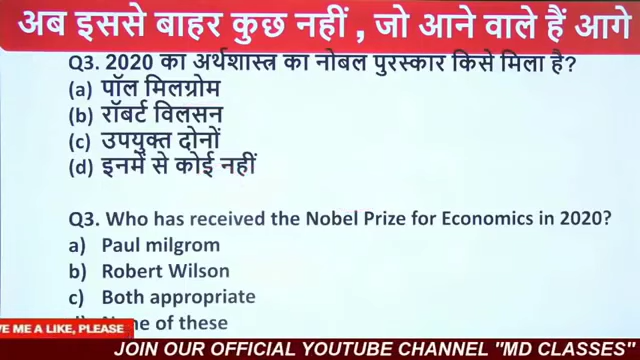 अब इससे बाहर कुछ नहीं , जो आने वाले हैं आगे
Q3. 2020 का अर्थशास्त्र का नोबल पुरस्कार किसे मिला है?
(a) पॉल मिलग्रोम
(b) रॉबर्ट विलसन
(c) उपयुक्त दोनों
(d) इनमें से कोई नहीं
Q3. Who has received the Nobel Prize for Economics in 2020?
a) Paul milgrom
b) Robert Wilson
c) Both appropriate
of these
VE ME A LIKE, PLEASE
JOIN OUR OFFICIAL YOUTUBE CHANNEL "MD CLASSES"